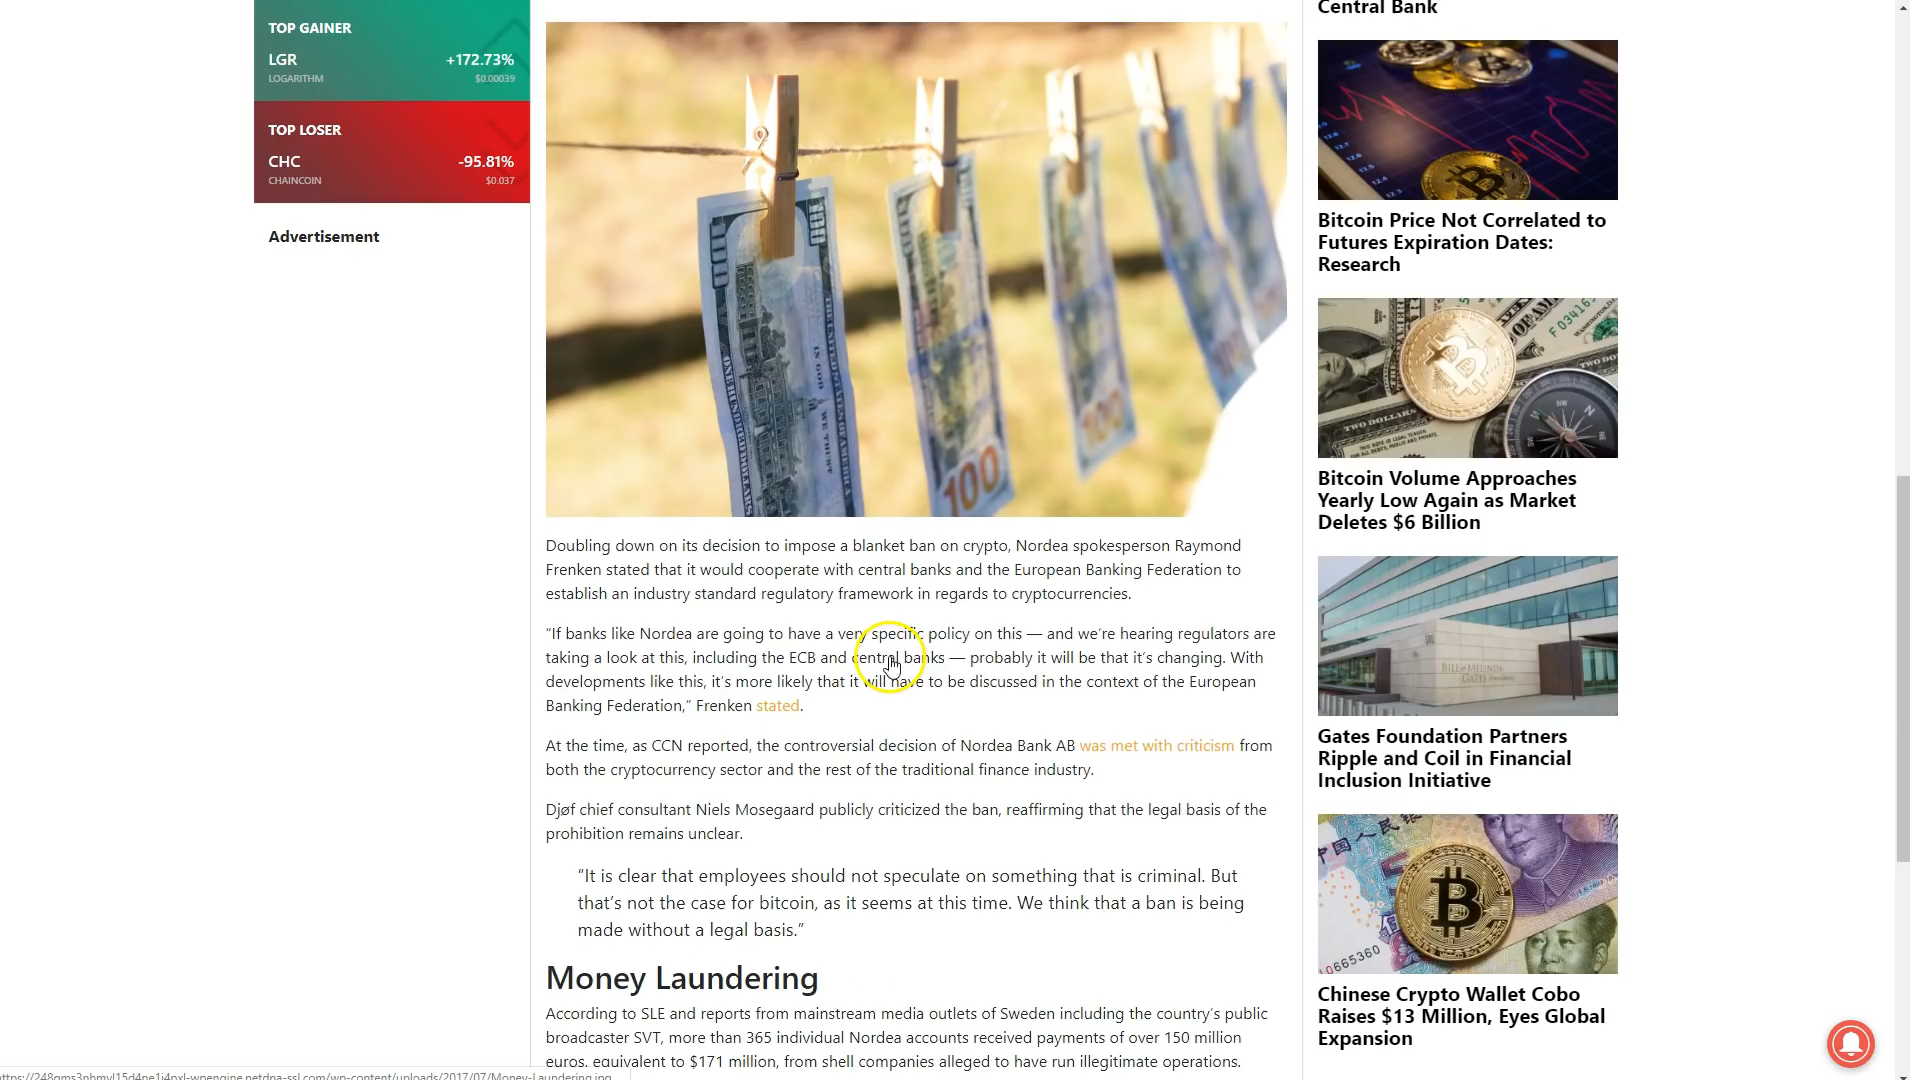 TOP GAINER
LGR +172.73%
LOGARITHM $0.00039
TOP LOSER
CHC -95.81%
CHAINCOIN $0.037
Advertisement
100
100
Doubling down on its decision to impose a blanket ban on crypto, Nordea spokesperson Raymond
Frenken stated that it would cooperate with central banks and the European Banking Federation to
establish an industry standard regulatory framework in regards to cryptocurrencies.
“If banks like Nordea are going to have a very specific policy on this — and we’re hearing regulators are
taking a look at this, including the ECB and central banks — probably it will be that it’s changing. With
developments like this, it’s more likely that it will have to be discussed in the context of the European
Banking Federation,” Frenken stated.
At the time, as CCN reported, the controversial decision of Nordea Bank AB was met with criticism from
both the cryptocurrency sector and the rest of the traditional finance industry.
Djøf chief consultant Niels Mosegaard publicly criticized the ban, reaffirming that the legal basis of the
prohibition remains unclear.
“It is clear that employees should not speculate on something that is criminal. But
that’s not the case for bitcoin, as it seems at this time. We think that a ban is being
made without a legal basis.”
Money Laundering
According to SLE and reports from mainstream media outlets of Sweden including the country’s public
broadcaster SVT, more than 365 individual Nordea accounts received payments of over 150 million
euros, equivalent to $171 million, from shell companies alleged to have run illegitimate operations.
Central Bank
Bitcoin Price Not Correlated to
Futures Expiration Dates:
Research
TWO DOLLARS
Bitcoin Volume Approaches
Yearly Low Again as Market
Deletes $6 Billion
BILL & MELINDA
GATES
Gates Foundation Partners
Ripple and Coil in Financial
Inclusion Initiative
中国人民
Chinese Crypto Wallet Cobo
Raises $13 Million, Eyes Global
Expansion